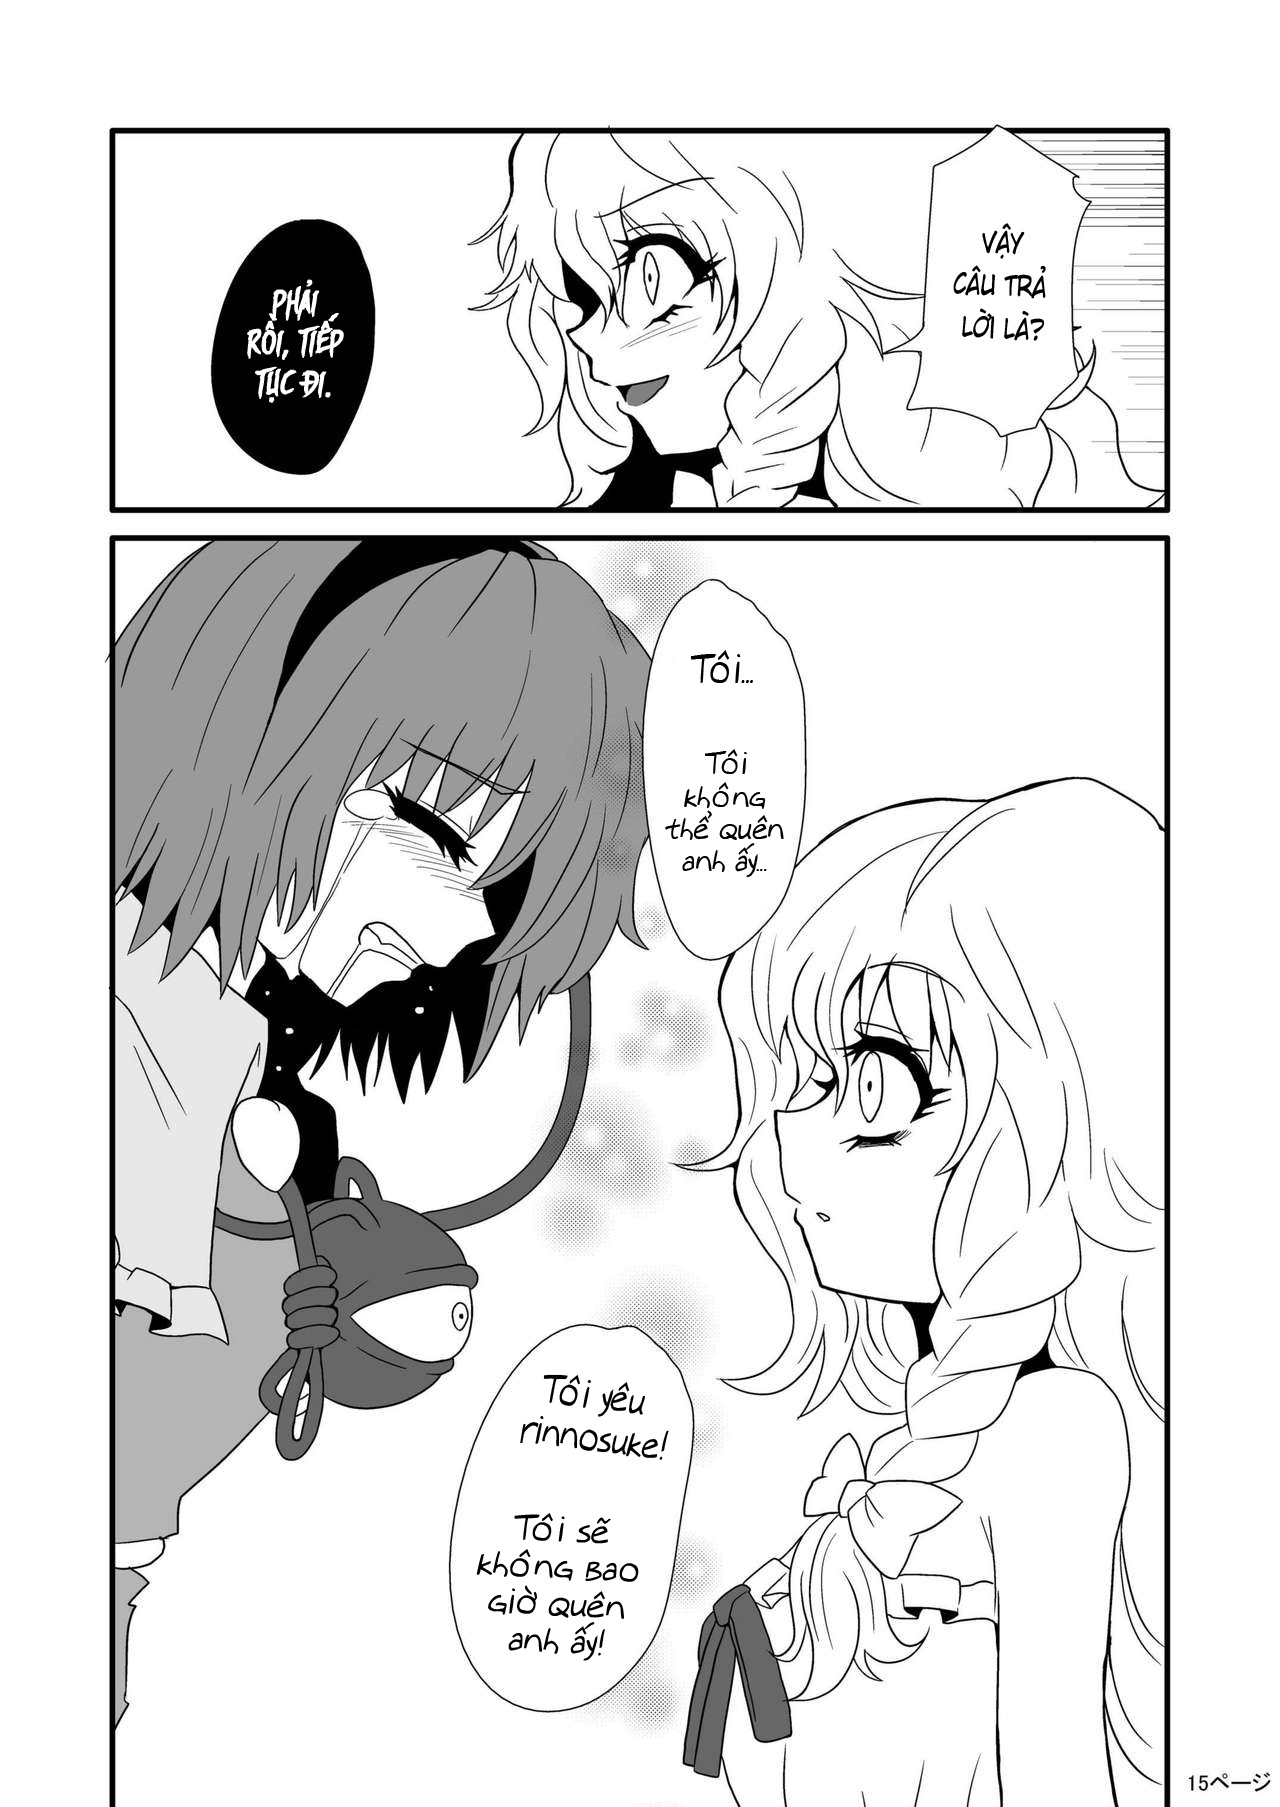 VẬY
CÂU TRẢ
LỜI LÀ?
PHẢI
RỒI, TIẾP
TỤC ĐI.
Tôi...
Tôi
không
thể quên
anh ấy...
Tôi yêu
rinnosuke!
Tôi sẽ
không bao
giờ quên
anh ấy!
15ページ